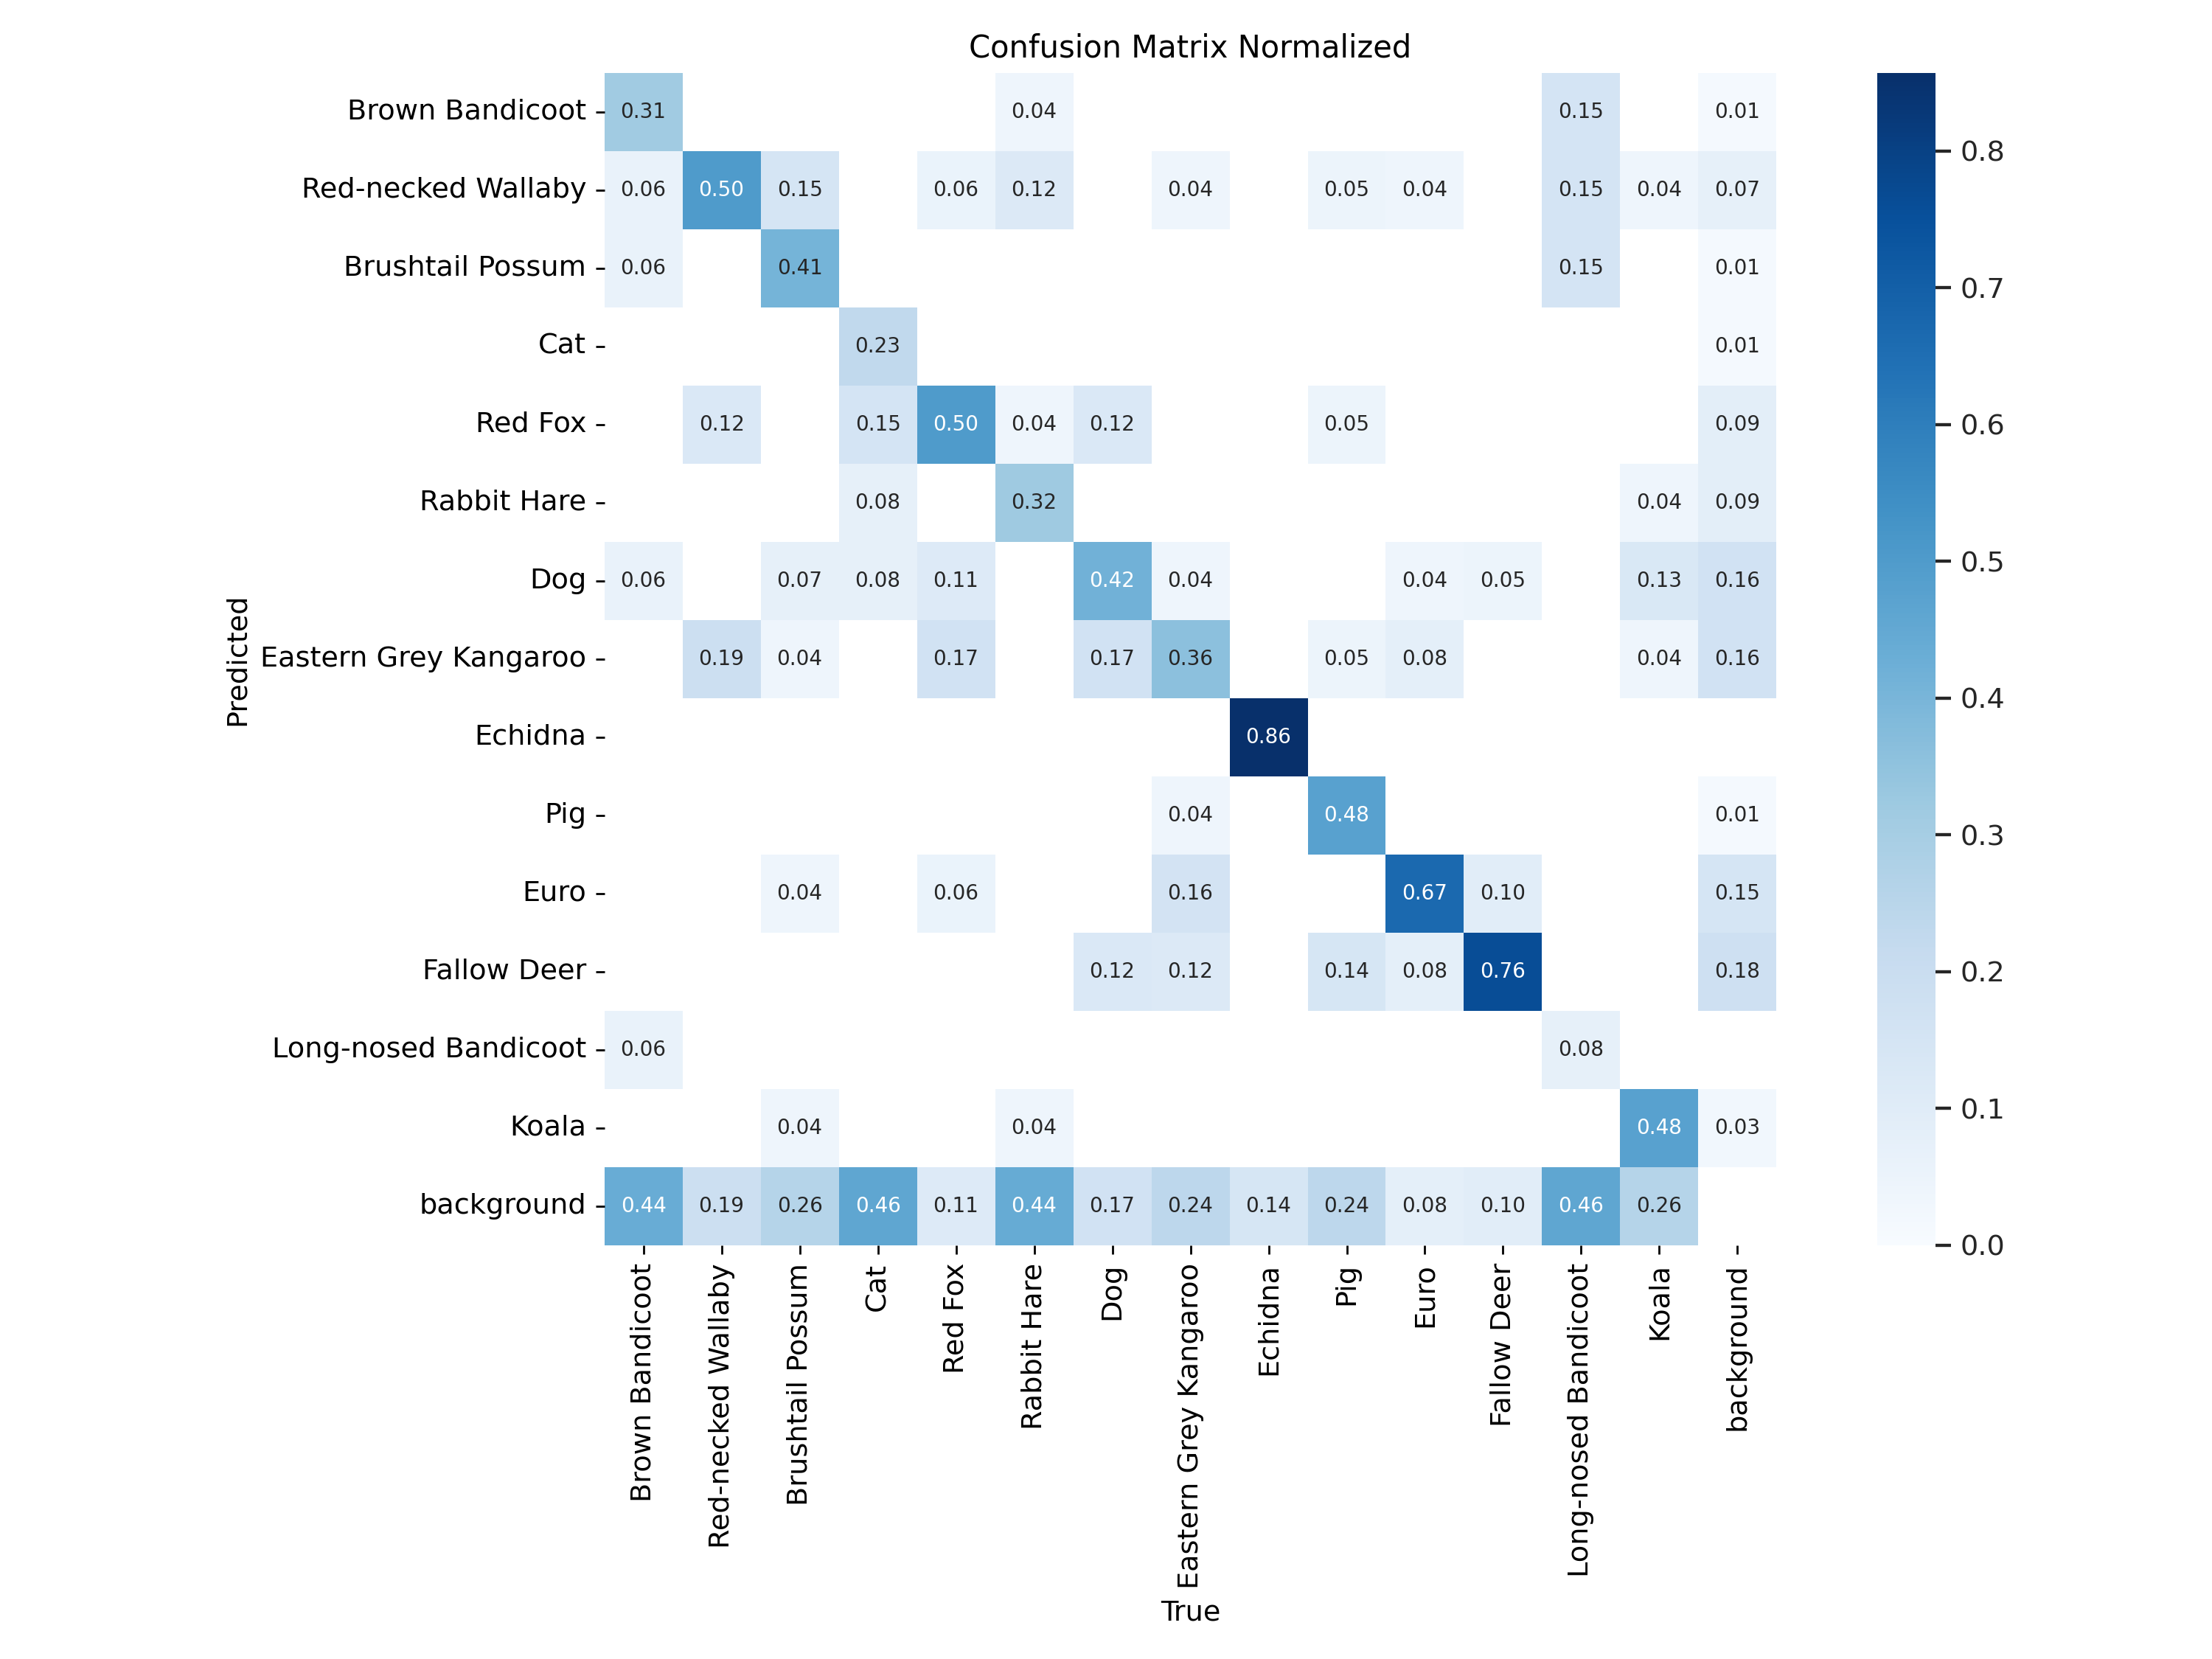 Confusion Matrix Normalized
Brown Bandicoot 0.31 0.04 0.15 0.01
Red-necked Wallaby 0.06 0.50 0.15 0.06 0.12 0.04 0.05 0.04 0.15 0.04 0.07
Brushtail Possum 0.06 0.41 0.15 0.01
Cat 0.23 0.01
Red Fox 0.12 0.15 0.50 0.04 0.12 0.05 0.09
Rabbit Hare 0.08 0.32 0.04 0.09
Dog 0.06 0.07 0.08 0.11 0.42 0.04 0.04 0.05 0.13 0.16
Eastern Grey Kangaroo 0.19 0.04 0.17 0.17 0.36 0.05 0.08 0.04 0.16
Echidna 0.86
Pig 0.04 0.48 0.01
Euro 0.04 0.06 0.16 0.67 0.10 0.15
Fallow Deer 0.12 0.12 0.14 0.08 0.76 0.18
Long-nosed Bandicoot 0.06 0.08
Koala 0.04 0.04 0.48 0.03
background 0.44 0.19 0.26 0.46 0.11 0.44 0.17 0.24 0.14 0.24 0.08 0.10 0.46 0.26
Predicted
Brown Bandicoot
Red-necked Wallaby
Brushtail Possum
Cat
Red Fox
Rabbit Hare
Dog
Eastern Grey Kangaroo
Echidna
Pig
Euro
Fallow Deer
Long-nosed Bandicoot
Koala
background
True
0.8
0.7
0.6
0.5
0.4
0.3
0.2
0.1
0.0